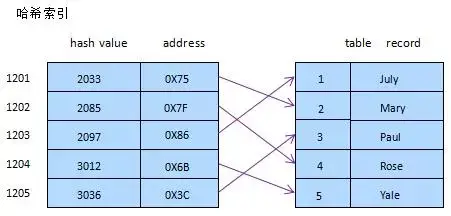 哈希索引
hash value address table record
1201 2033 0X75 1 July
1202 2085 0X7F 2 Mary
1203 2097 0X86 3 Paul
1204 3012 0X6B 4 Rose
1205 3036 0X3C 5 Yale